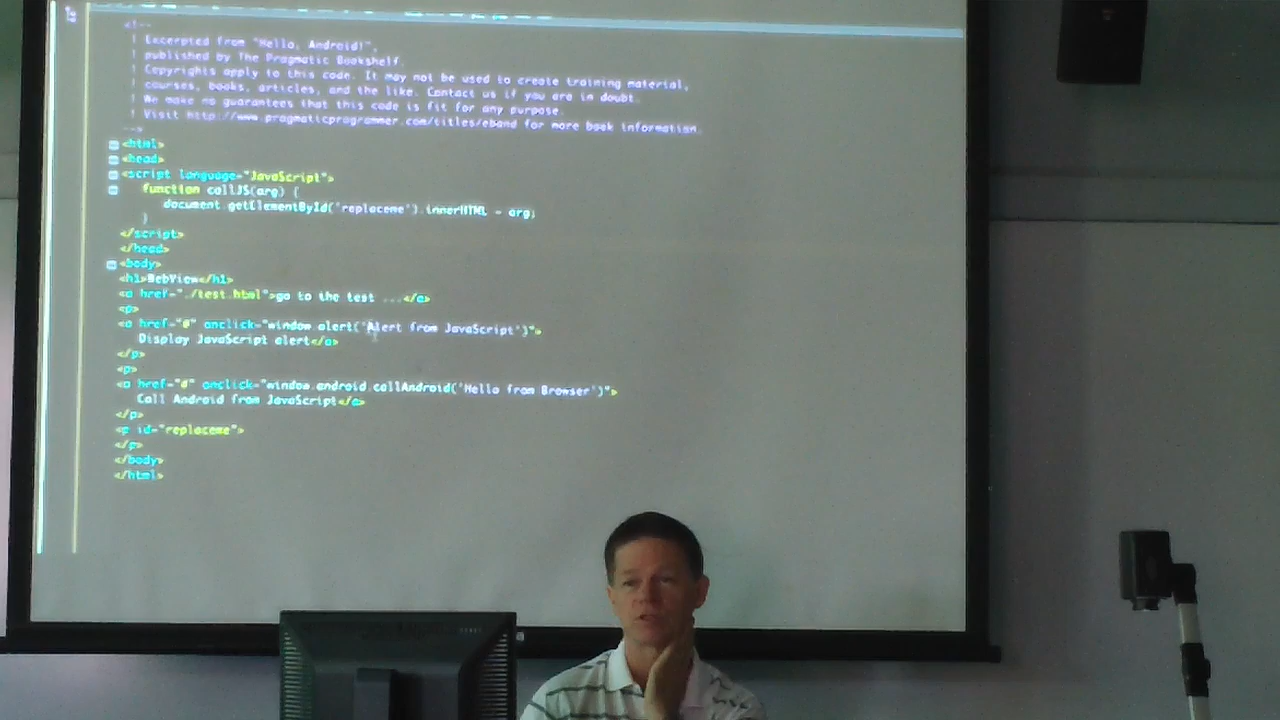 <!--
Excerpted from "Hello, Android!",
published by The Pragmatic Bookshelf.
Copyrights apply to this code. It may not be used to create training material,
courses, books, articles, and the like. Contact us if you are in doubt.
We make no guarantees that this code is fit for any purpose.
Visit http://www.pragmaticprogrammer.com/titles/eband for more book information.
-->
<html>
<head>
<script language="JavaScript">
function callJS(arg) {
document.getElementById('replaceme').innerHTML = arg;
}
</script>
</head>
<body>
<h1>WebView</h1>
<a href="./test.html">go to the test ...</a>
<p>
<a href="#" onclick="window.alert('Alert from JavaScript')">
Display JavaScript alert</a>
</p>
<p>
<a href="#" onclick="window.android.callAndroid('Hello from Browser')">
Call Android from JavaScript</a>
</p>
<p id="replaceme">
</p>
</body>
</html>